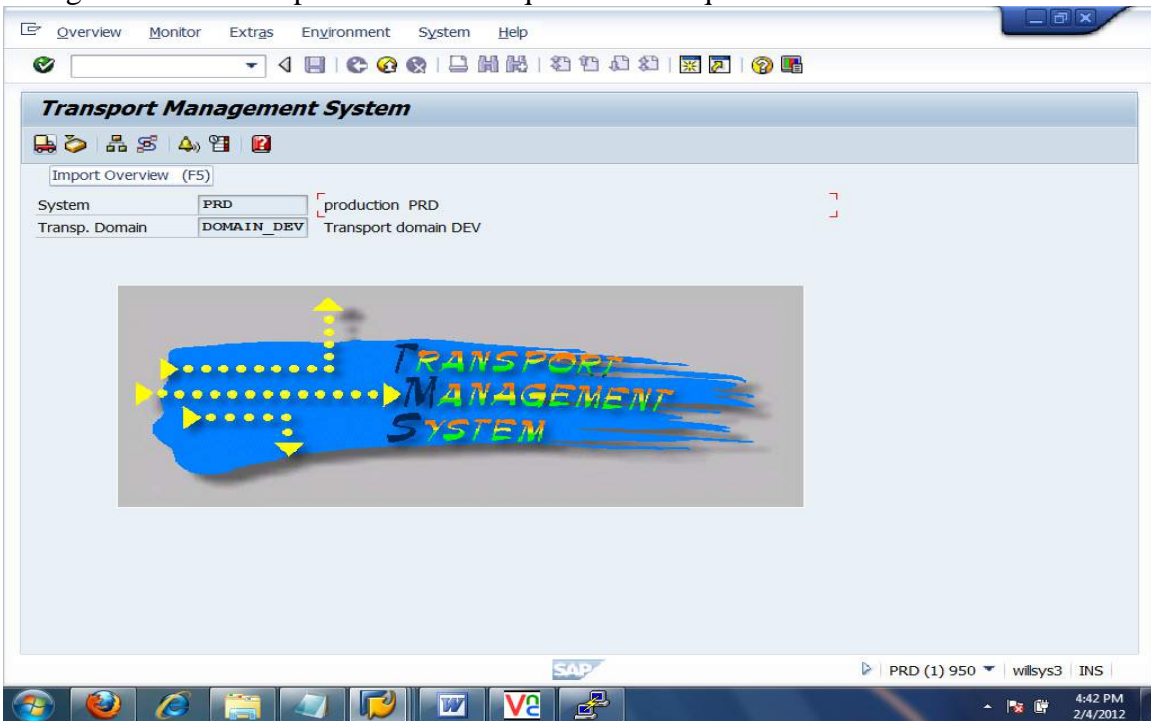 Overview Monitor Extras Environment System Help
Transport Management System
Import Overview (F5)
System PRD production PRD
Transp. Domain DOMAIN_DEV Transport domain DEV
TRANSPORT
MANAGEMENT
SYSTEM
SAP
PRD (1) 950 willsys3 INS
4:42 PM
2/4/2012